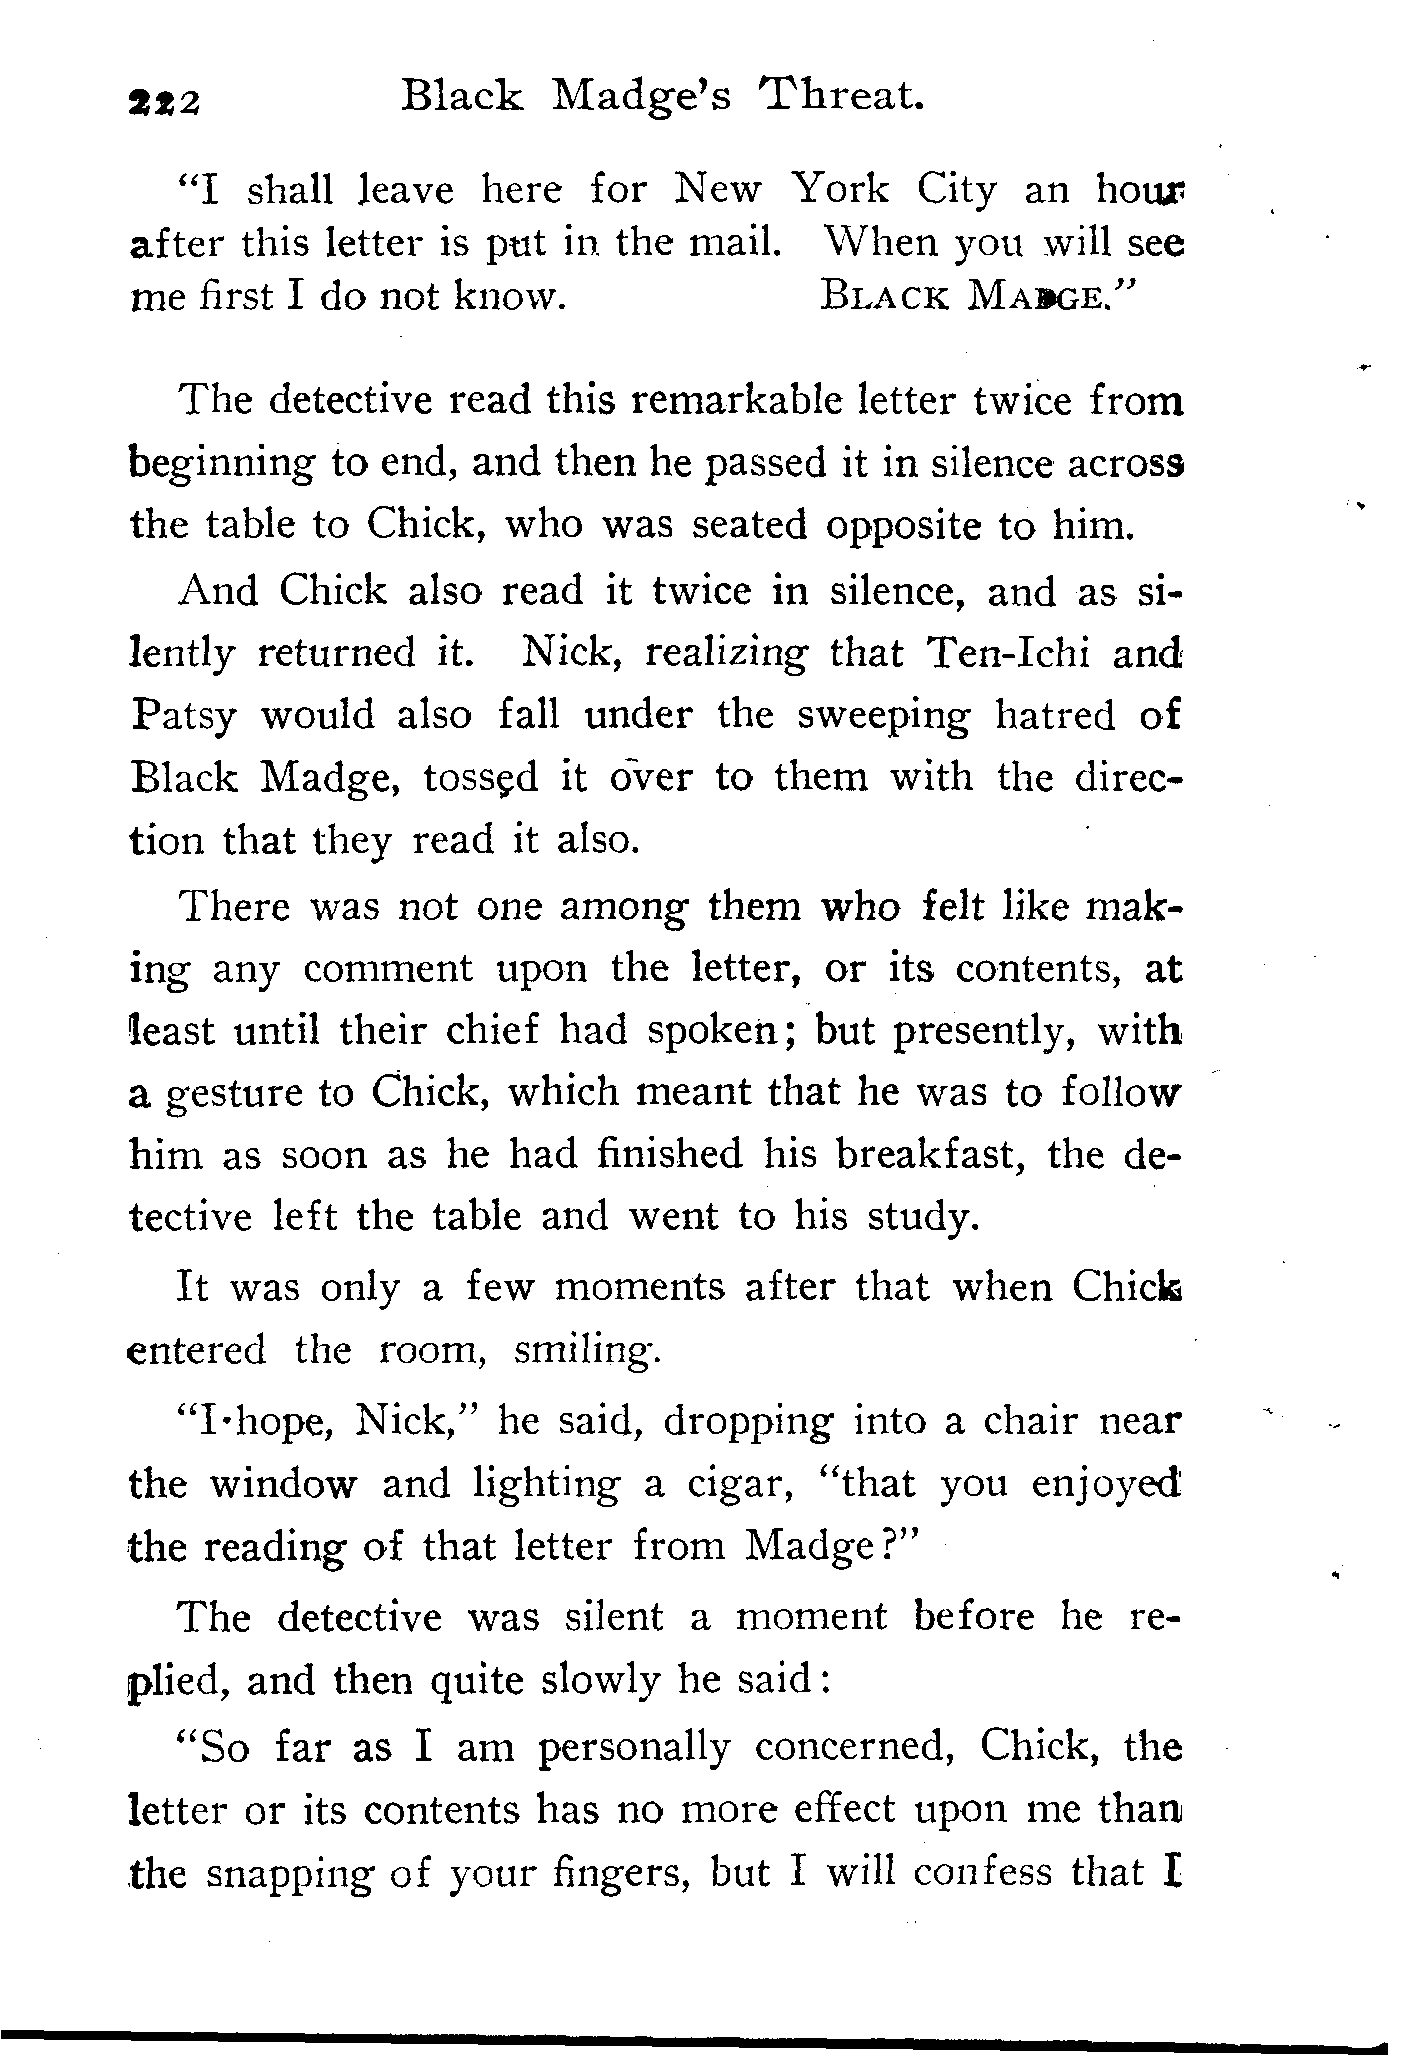 222 Black Madge's Threat.
"I shall leave here for New York City an hour
after this letter is put in the mail. When you will see
me first I do not know. BLACK MADGE."
The detective read this remarkable letter twice from
beginning to end, and then he passed it in silence across
the table to Chick, who was seated opposite to him.
And Chick also read it twice in silence, and as si-
lently returned it. Nick, realizing that Ten-Ichi and
Patsy would also fall under the sweeping hatred of
Black Madge, tossed it over to them with the direc-
tion that they read it also.
There was not one among them who felt like mak-
ing any comment upon the letter, or its contents, at
least until their chief had spoken; but presently, with
a gesture to Chick, which meant that he was to follow
him as soon as he had finished his breakfast, the de-
tective left the table and went to his study.
It was only a few moments after that when Chick
entered the room, smiling.
"I hope, Nick," he said, dropping into a chair near
the window and lighting a cigar, "that you enjoyed
the reading of that letter from Madge?"
The detective was silent a moment before he re-
plied, and then quite slowly he said:
"So far as I am personally concerned, Chick, the
letter or its contents has no more effect upon me than
the snapping of your fingers, but I will confess that I